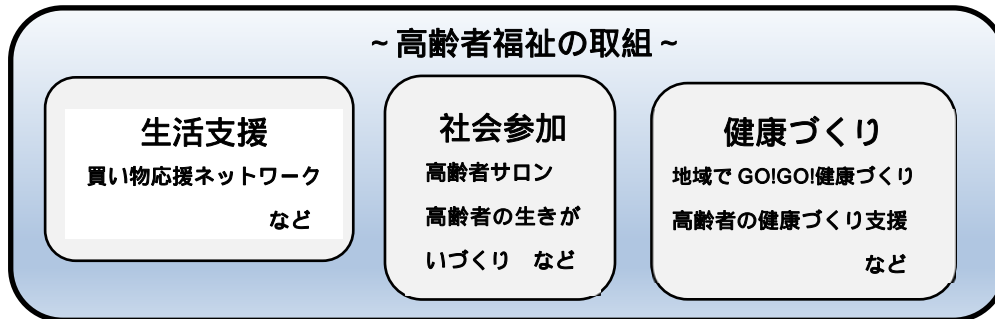 ~高齢者福祉の取組~
生活支援
買い物応援ネットワーク
など
社会参加
高齢者サロン
高齢者の生きが
いづくり　など
健康づくり
地域で GO!GO!健康づくり
高齢者の健康づくり支援
など